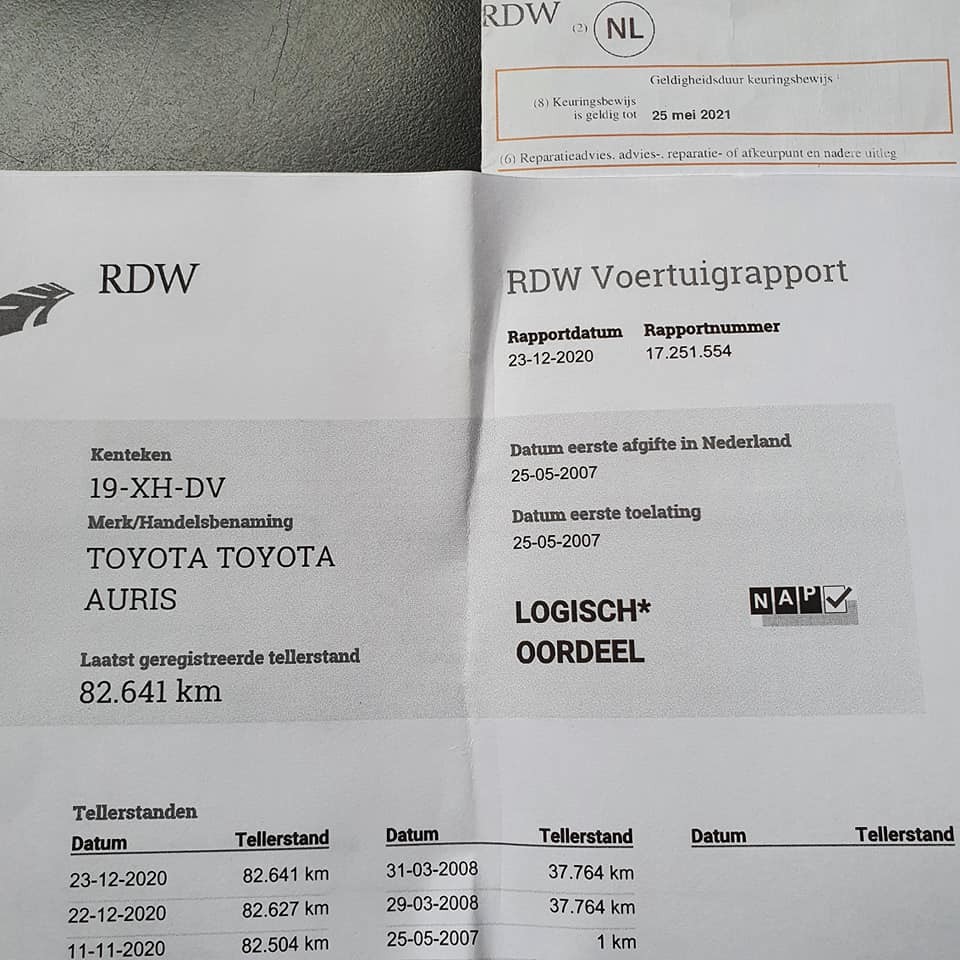 RDW (2) NL
Geldigheidsduur keuringsbewijs
(8) Keuringsbewijs
is geldig tot 25 mei 2021
(6) Reparatieadvies, advies-, reparatie- of afkeurpunt en nadere uitleg
RDW
RDW Voertuigrapport
Rapportdatum Rapportnummer
23-12-2020 17.251.554
Kenteken
19-XH-DV
Merk/Handelsbenaming
TOYOTA TOYOTA
AURIS
Laatst geregistreerde tellerstand
82.641 km
Datum eerste afgifte in Nederland
25-05-2007
Datum eerste toelating
25-05-2007
LOGISCH*
OORDEEL
NAP
Tellerstanden
Datum Tellerstand Datum Tellerstand Datum Tellerstand
23-12-2020 82.641 km 31-03-2008 37.764 km
22-12-2020 82.627 km 29-03-2008 37.764 km
11-11-2020 82.504 km 25-05-2007 1 km